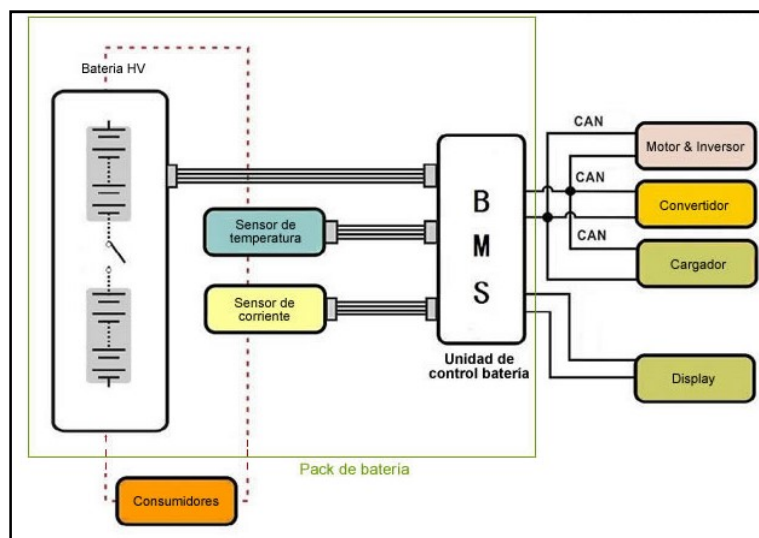 Bateria HV
CAN
Motor & Inversor
CAN
Convertidor
CAN
Cargador
Sensor de
temperatura
Sensor de
corriente
B
M
S
Unidad de
control batería
Display
Pack de batería
Consumidores